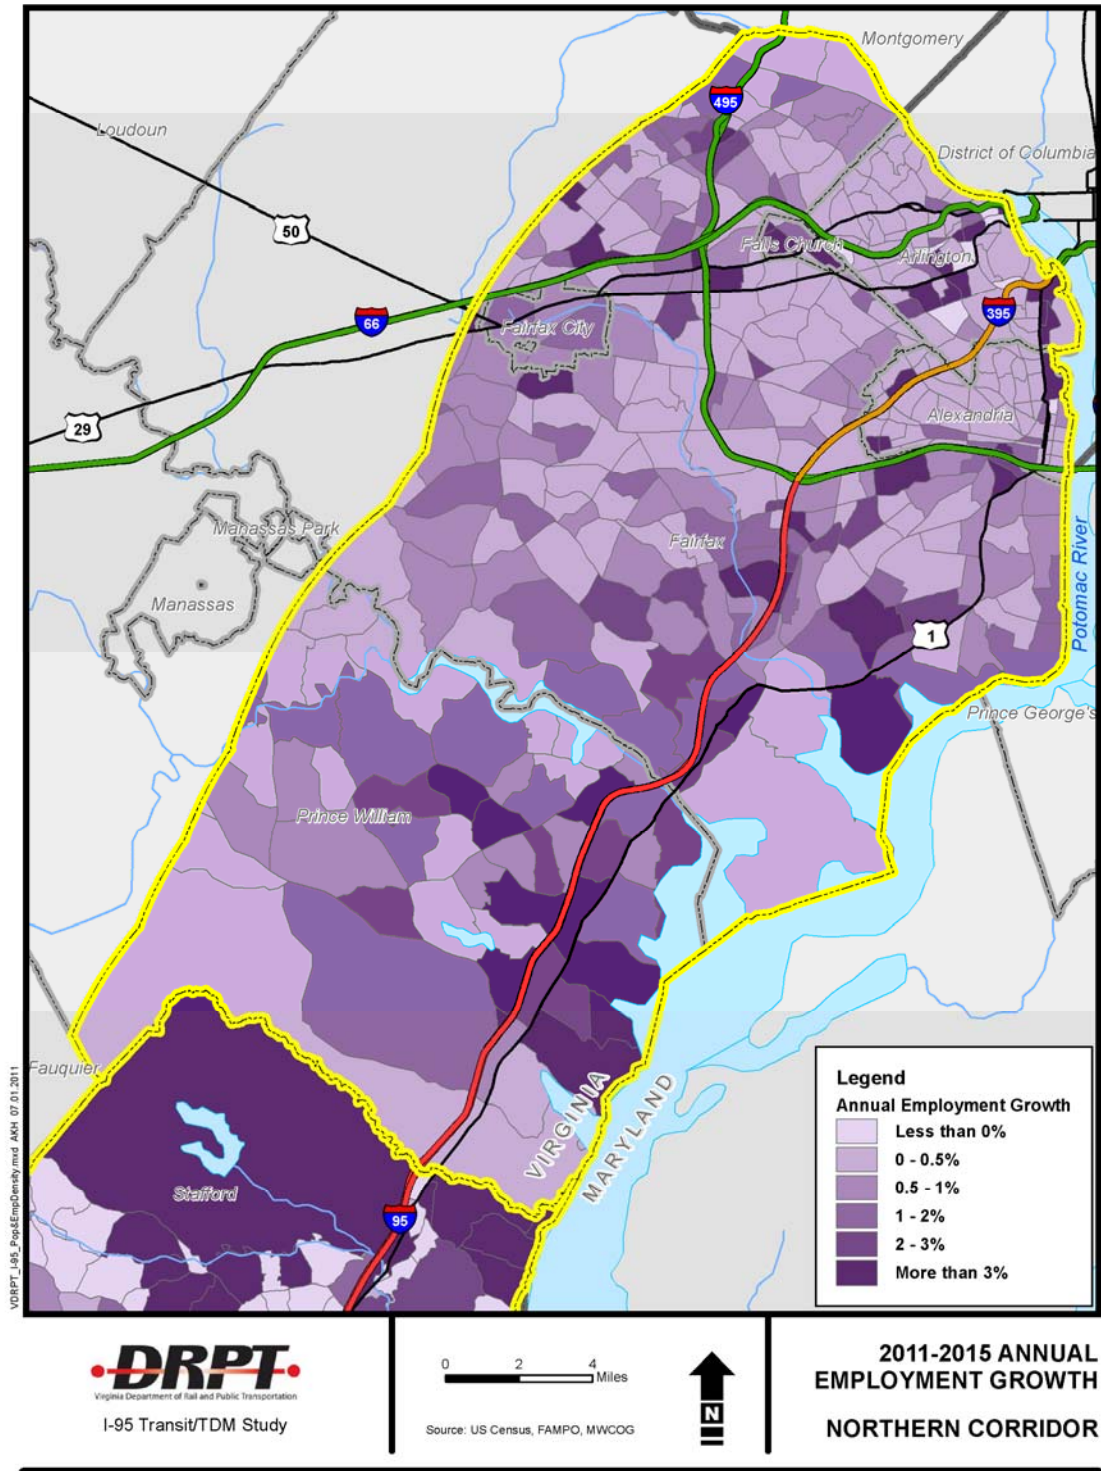 Montgomery
495
Loudoun
District of Columbia
50
Falls Church
Arlington
66
Fairfax City
395
29
Alexandria
Manassas Park
Fairfax
Manassas
Potomac River
1
Prince George's
Prince William
Fauquier
VIRGINIA
MARYLAND
Stafford
95
Legend
Annual Employment Growth
Less than 0%
0 - 0.5%
0.5 - 1%
1 - 2%
2 - 3%
More than 3%
VDRPT_I-95_Pop&EmpDensity.mxd AKH 07.01.2011
DRPT
Virginia Department of Rail and Public Transportation
I-95 Transit/TDM Study
0 2 4
Miles
Source: US Census, FAMPO, MWCOG
N
2011-2015 ANNUAL
EMPLOYMENT GROWTH
NORTHERN CORRIDOR